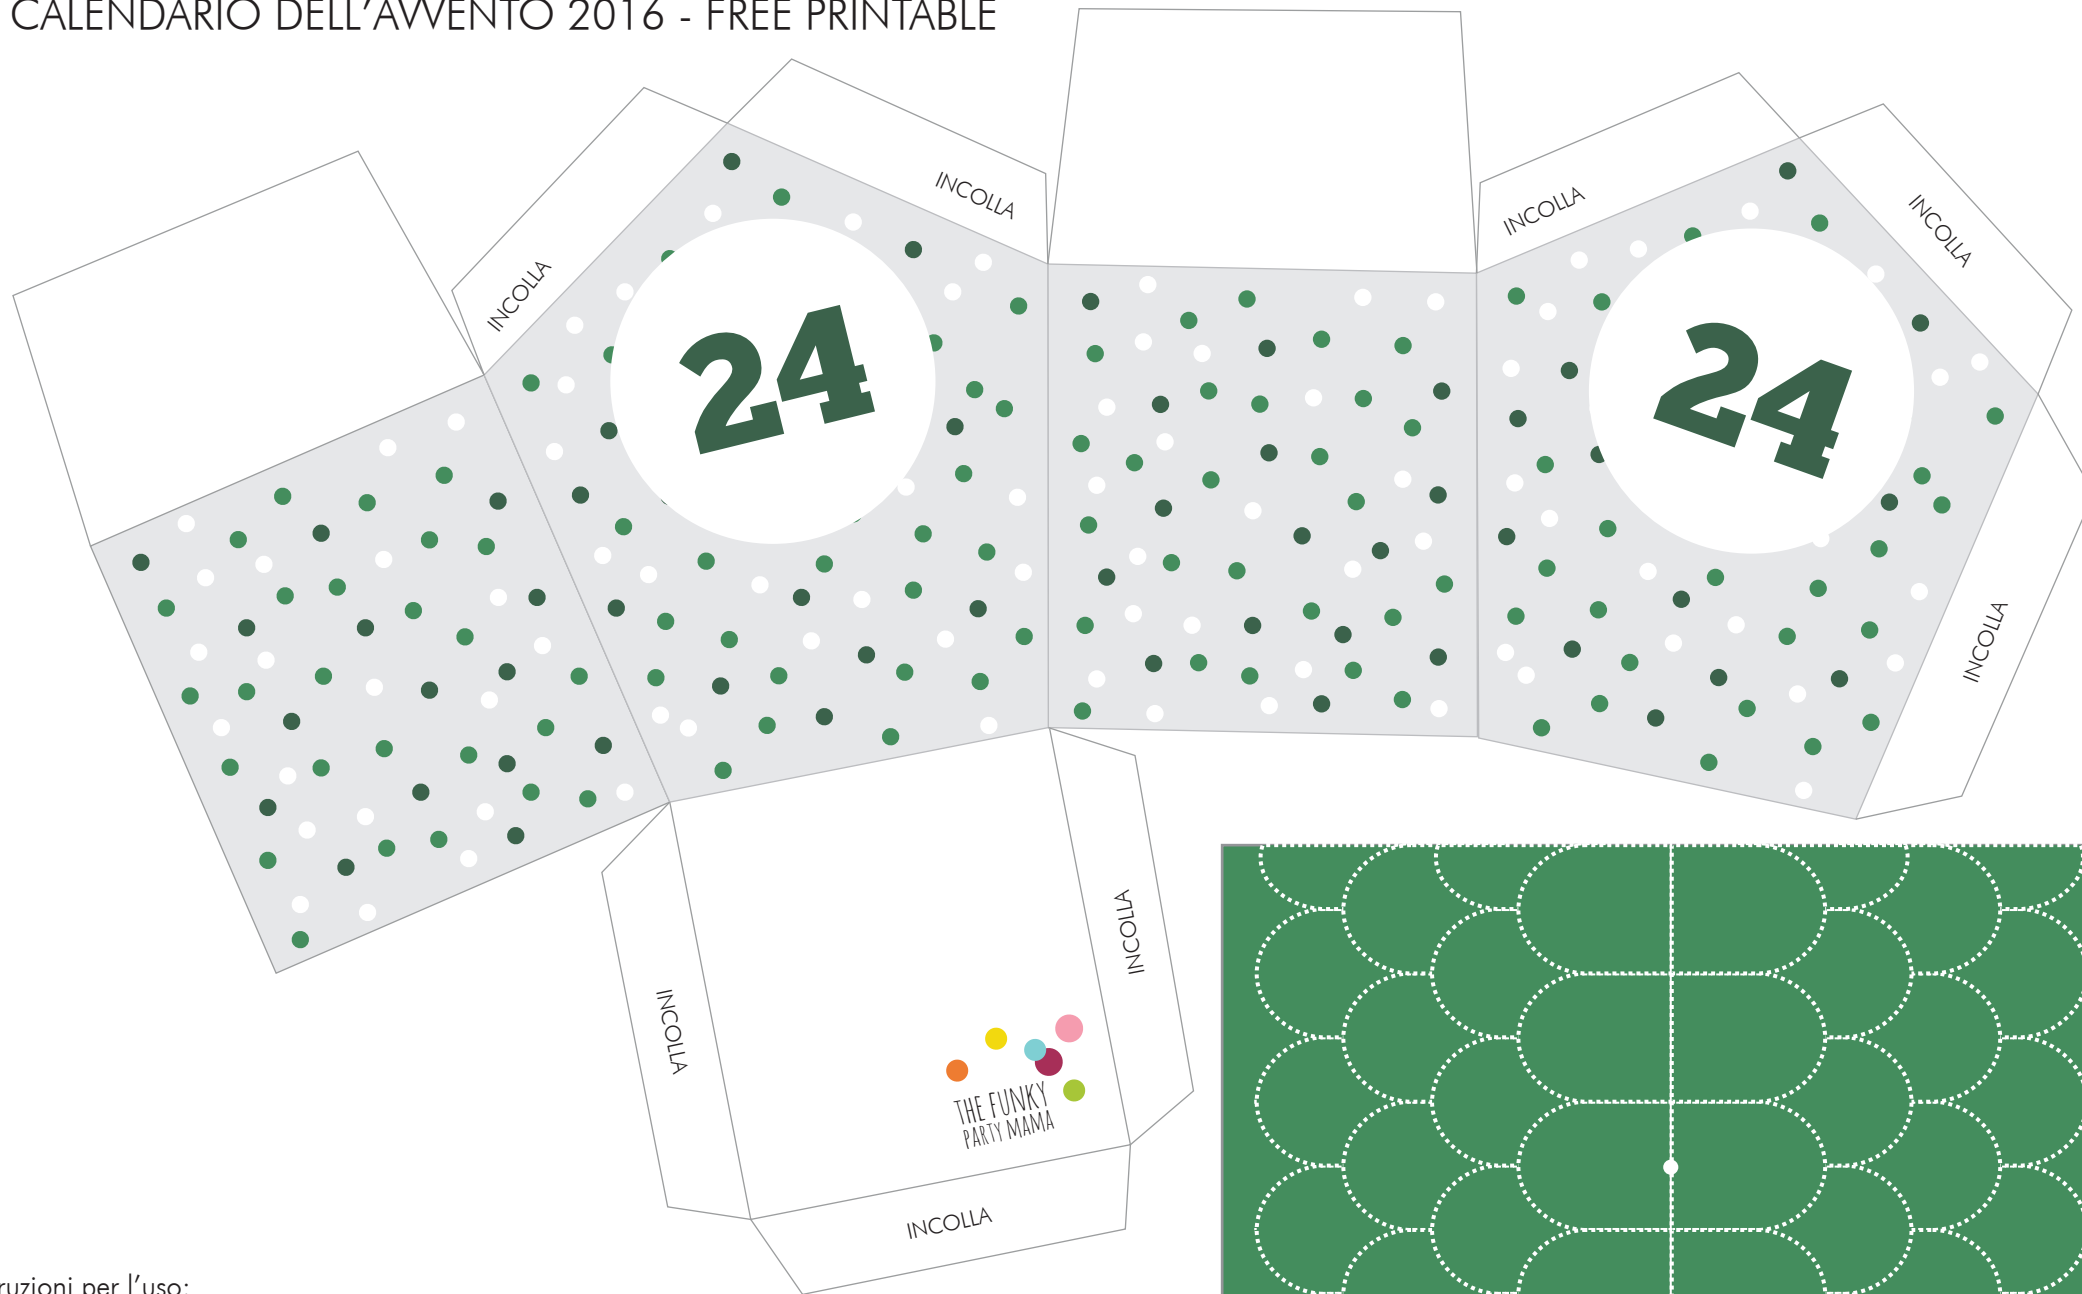 CALENDARIO DELL'AVVENTO 2016 - FREE PRINTABLE
INCOLLA
INCOLLA
INCOLLA
INCOLLA
24
24
INCOLLA
INCOLLA
INCOLLA
THE FUNKY
PARTY MAMA
INCOLLA
ruzioni per l'uso: